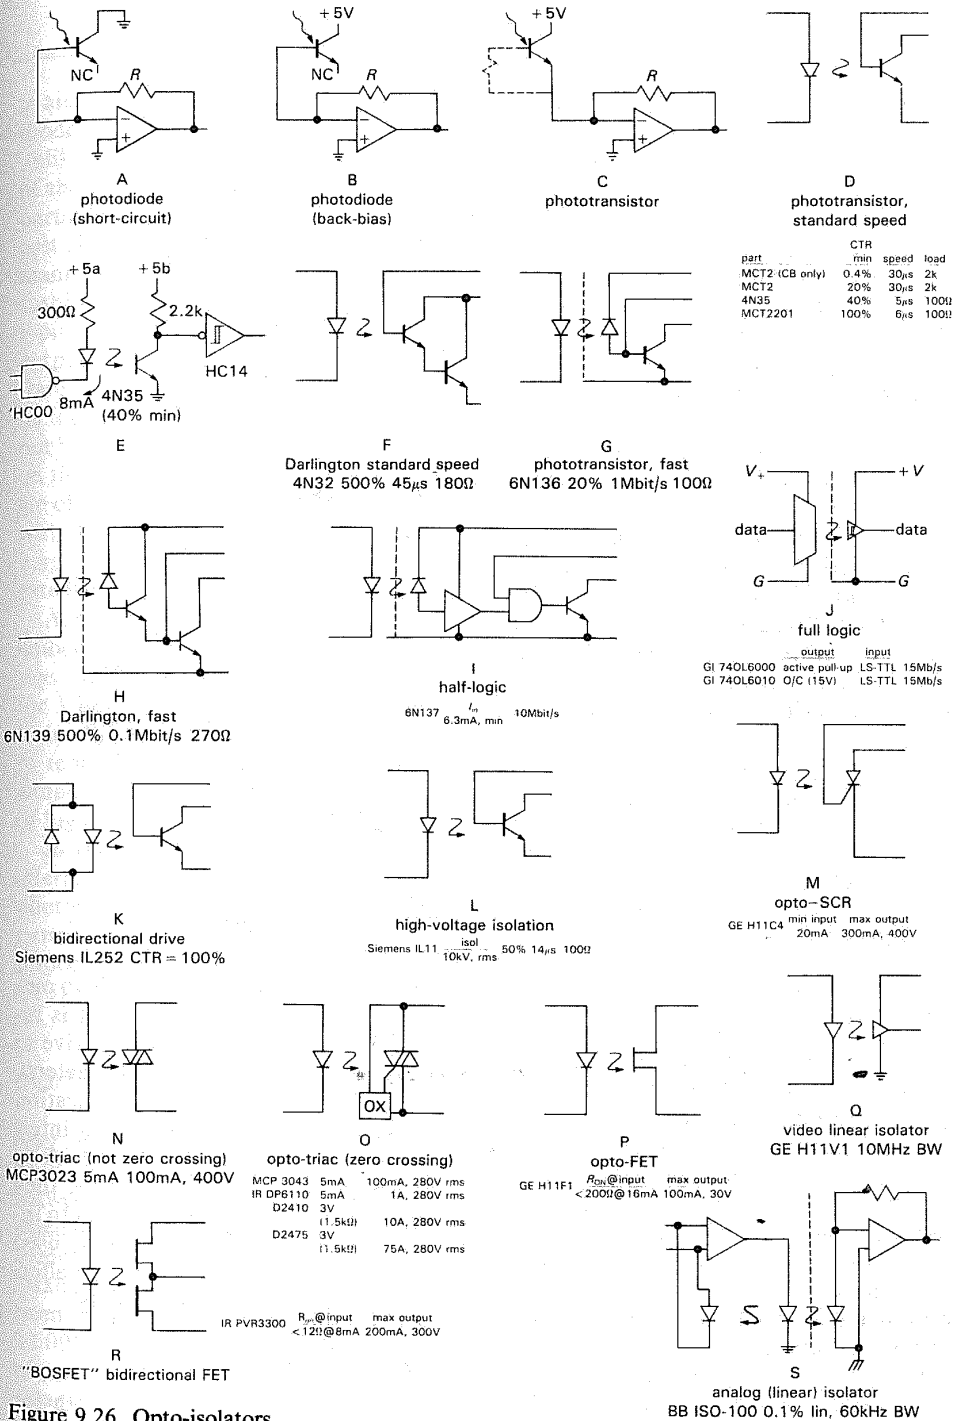 +5V
+5V
NC
R
NC
R
R
A
photodiode
(short-circuit)
B
photodiode
(back-bias)
C
phototransistor
D
phototransistor,
standard speed
CTR
part min speed load
MCT2 (CB only) 0.4% 30μs 2k
MCT2 20% 30μs 2k
4N35 40% 5μs 100Ω
MCT2201 100% 6μs 100Ω
+5a
+5b
300Ω
2.2k
HC14
'HC00
8mA
4N35
(40% min)
E
F
Darlington standard speed
4N32 500% 45μs 180Ω
G
phototransistor, fast
6N136 20% 1Mbit/s 100Ω
H
Darlington, fast
6N139 500% 0.1Mbit/s 270Ω
I
half-logic
6N137 Iin 6.3mA, min 10Mbit/s
V+
+V
data
data
G
G
J
full logic
output input
GI 74OL6000 active pull-up LS-TTL 15Mb/s
GI 74OL6010 O/C (15V) LS-TTL 15Mb/s
K
bidirectional drive
Siemens IL252 CTR = 100%
L
high-voltage isolation
Siemens IL11 isol 10kV, rms 50% 14μs 100Ω
M
opto-SCR
min input max output
GE H11C4 20mA 300mA, 400V
N
opto-triac (not zero crossing)
MCP3023 5mA 100mA, 400V
OX
O
opto-triac (zero crossing)
MCP 3043 5mA 100mA, 280V rms
IR DP6110 5mA 1A, 280V rms
D2410 3V
(1.5kΩ) 10A, 280V rms
D2475 3V
(1.5kΩ) 75A, 280V rms
P
opto-FET
RON@input max output
GE H11F1 <200Ω@16mA 100mA, 30V
Q
video linear isolator
GE H11V1 10MHz BW
R
"BOSFET" bidirectional FET
Ron@input max output
IR PVR3300 <12Ω@8mA 200mA, 300V
S
analog (linear) isolator
BB ISO-100 0.1% lin, 60kHz BW
Figure 9.26. Opto-isolators